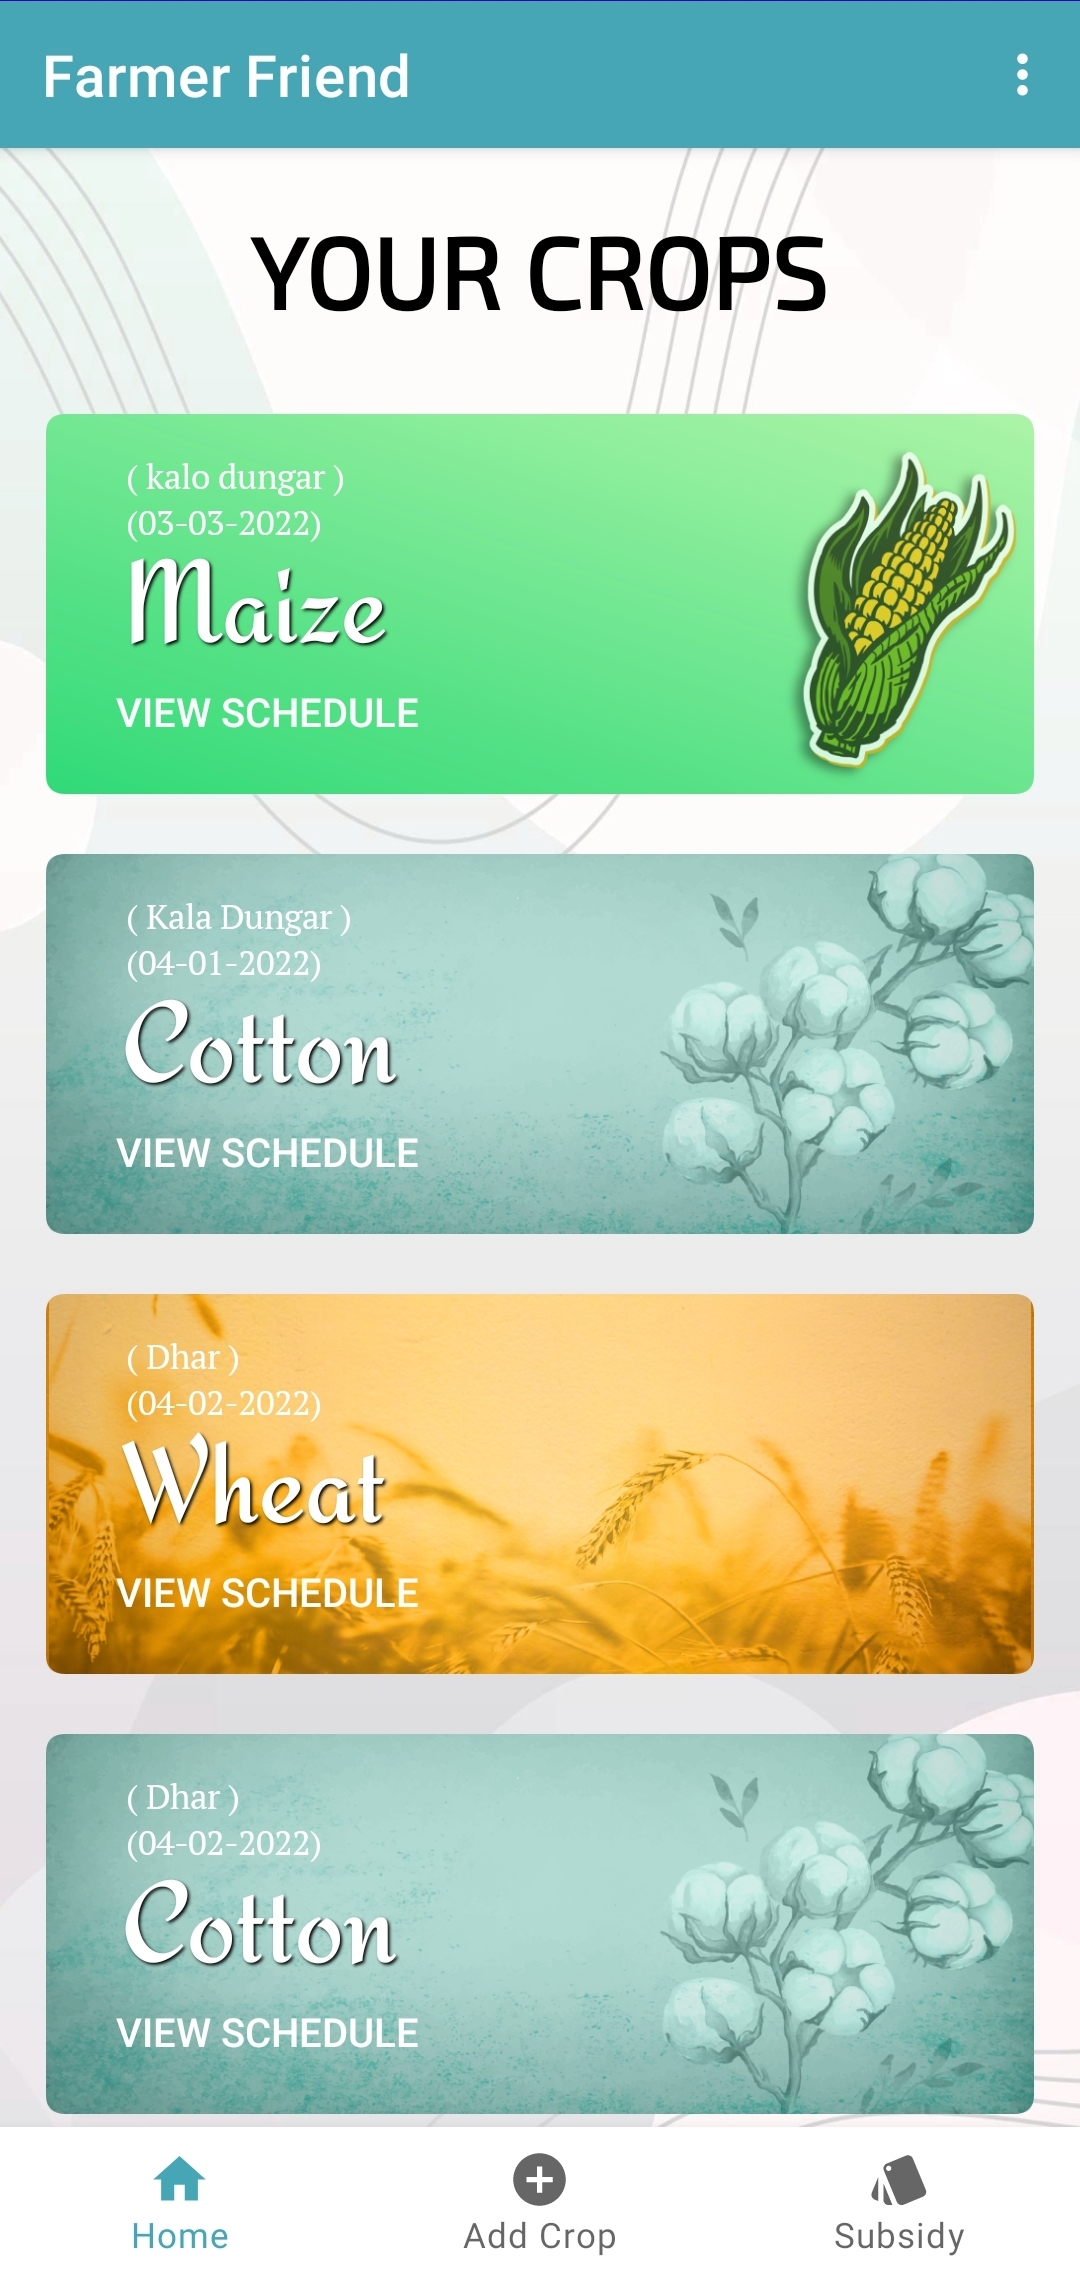 Farmer Friend
YOUR CROPS
( kalo dungar )
(03-03-2022)
Maize
VIEW SCHEDULE
( Kala Dungar )
(04-01-2022)
Cotton
VIEW SCHEDULE
( Dhar )
(04-02-2022)
Wheat
VIEW SCHEDULE
( Dhar )
(04-02-2022)
Cotton
VIEW SCHEDULE
Home
Add Crop
Subsidy